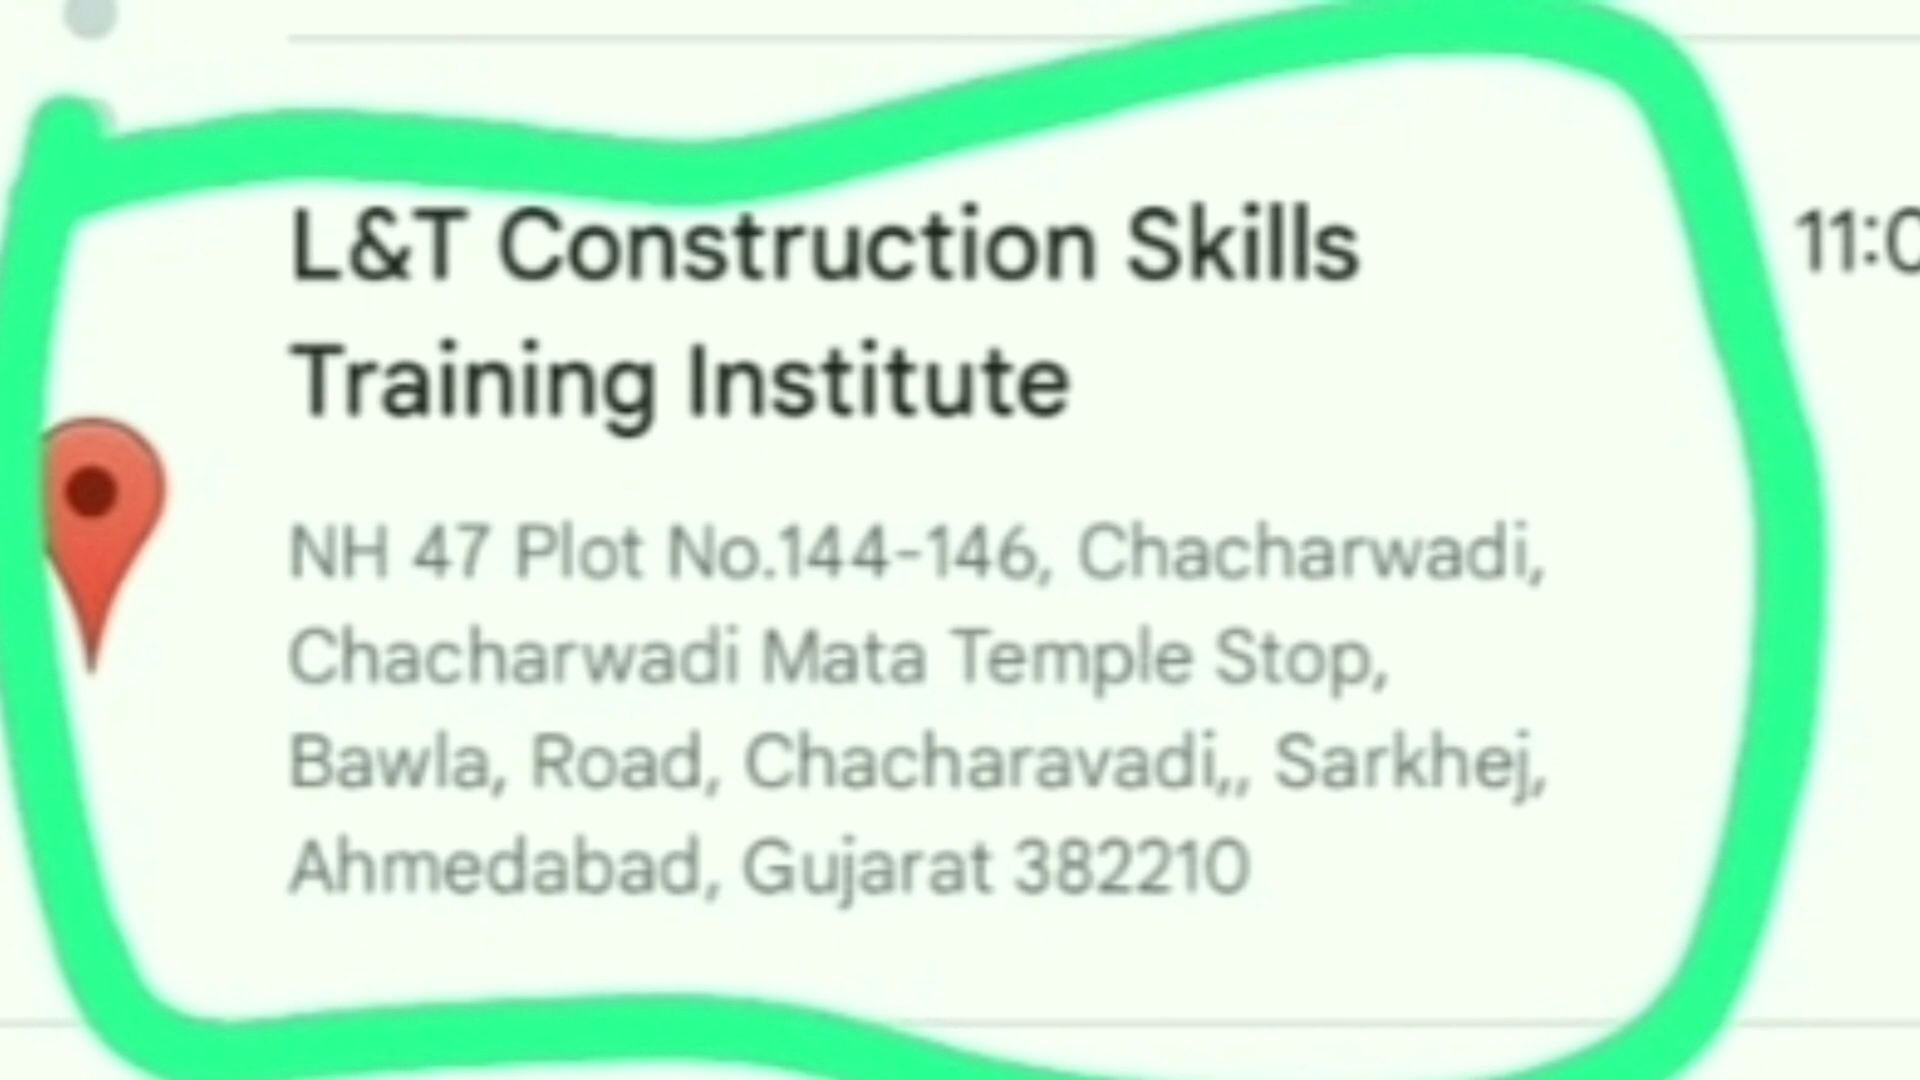 L&T Construction Skills
Training Institute
NH 47 Plot No.144-146, Chacharwadi,
Chacharwadi Mata Temple Stop,
Bawla, Road, Chacharavadi,, Sarkhej,
Ahmedabad, Gujarat 382210